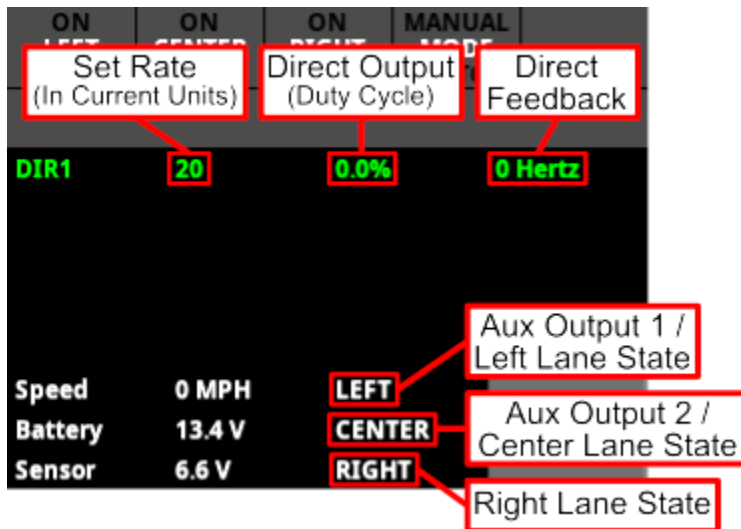 ON ON ON MANUAL
Set Rate
(In Current Units)
Direct Output
(Duty Cycle)
Direct
Feedback
DIR1 20 0.0% 0 Hertz
Aux Output 1 /
Left Lane State
Speed 0 MPH LEFT
Aux Output 2 /
Center Lane State
Battery 13.4 V CENTER
Sensor 6.6 V RIGHT
Right Lane State